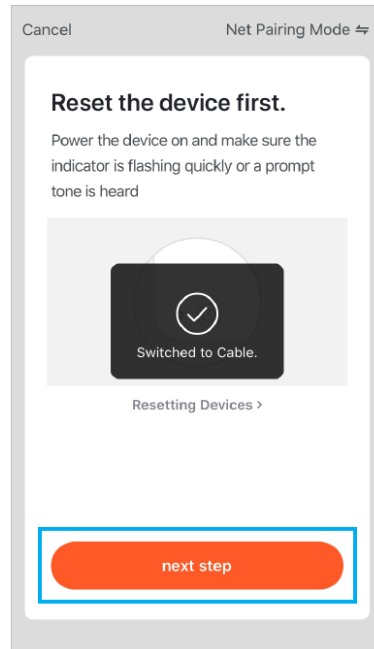 Cancel
Net Pairing Mode ⇋
Reset the device first.
Power the device on and make sure the
indicator is flashing quickly or a prompt
tone is heard
Switched to Cable.
Resetting Devices >
next step